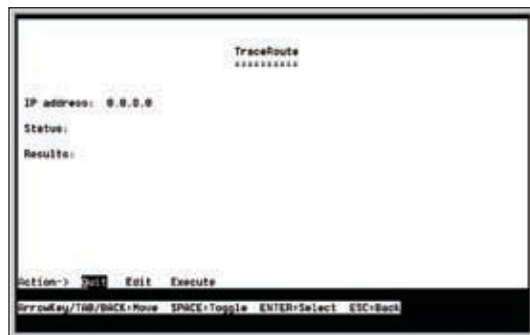 TraceRoute
==========
IP address: 0.0.0.0
Status:
Results:
Action-> Quit Edit Execute
ArrowKey/TAB/BACK=Move SPACE=Toggle ENTER=Select ESC=Back